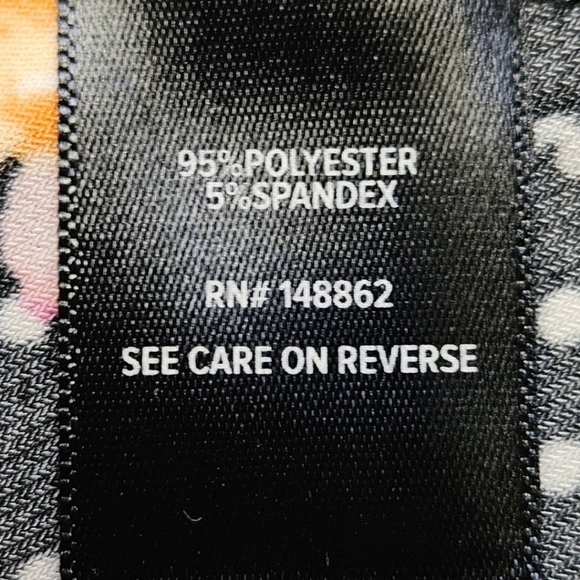 95%POLYESTER
5%SPANDEX
RN# 148862
SEE CARE ON REVERSE